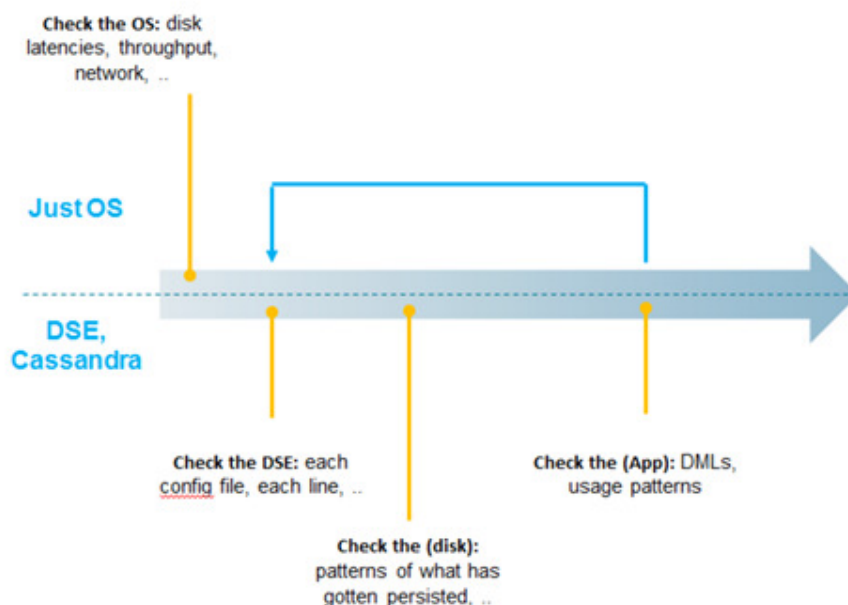 Check the OS: disk
latencies, throughput,
network, ..
Just OS
DSE,
Cassandra
Check the DSE: each
config file, each line, ..
Check the (App): DMLs,
usage patterns
Check the (disk):
patterns of what has
gotten persisted, ..